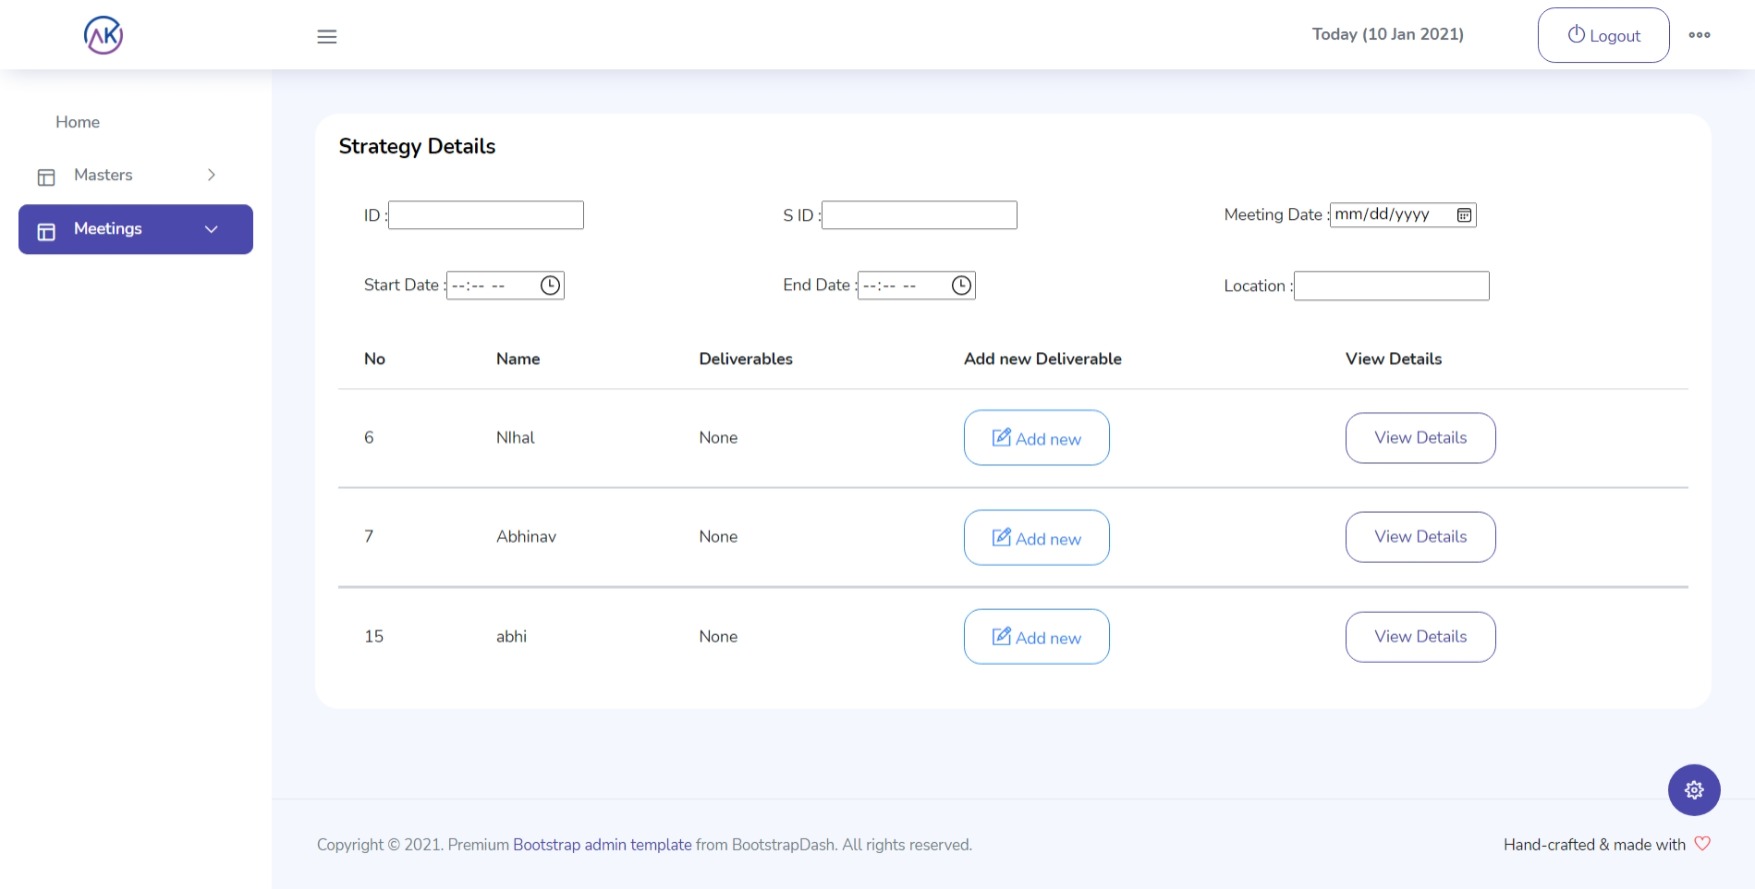 AK
Today (10 Jan 2021)
Logout
Home
Masters
Meetings
Strategy Details
ID :
S ID :
Meeting Date : mm/dd/yyyy
Start Date : --:-- --
End Date : --:-- --
Location :
No Name Deliverables Add new Deliverable View Details
6 NIhal None Add new View Details
7 Abhinav None Add new View Details
15 abhi None Add new View Details
Copyright © 2021. Premium Bootstrap admin template from BootstrapDash. All rights reserved.
Hand-crafted & made with